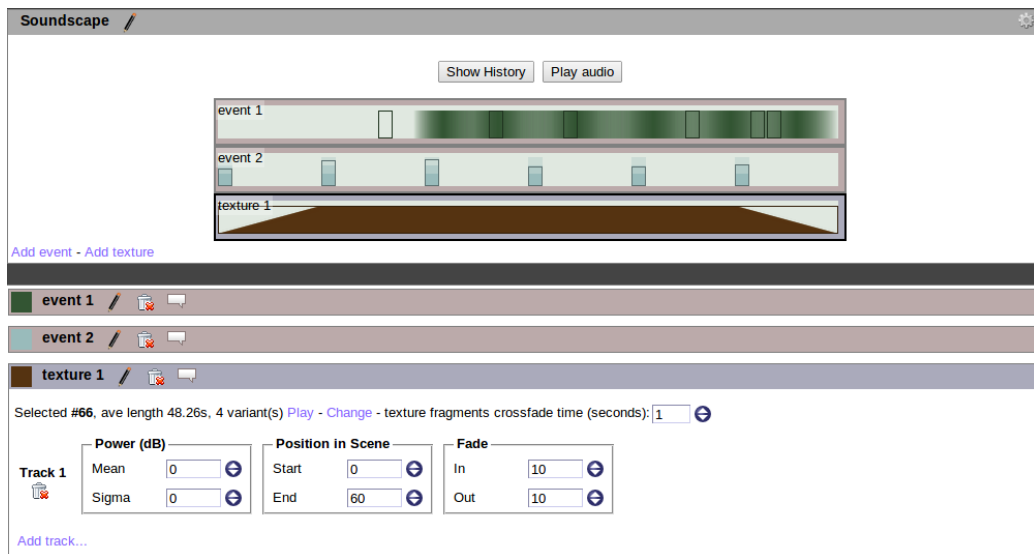 Soundscape
Show History Play audio
event 1
event 2
texture 1
Add event - Add texture
event 1
event 2
texture 1
Selected #66, ave length 48.26s, 4 variant(s) Play - Change - texture fragments crossfade time (seconds): 1
Power (dB) Position in Scene Fade
Mean 0 Start 0 In 10
Track 1
Sigma 0 End 60 Out 10
Add track...